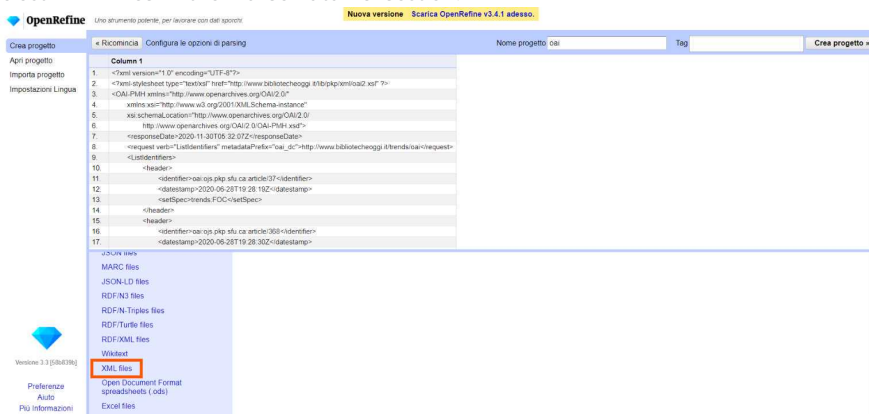 OpenRefine Uno strumento potente, per lavorare con dati sporchi. Nuova versione Scarica OpenRefine v3.4.1 adesso.
Crea progetto
Apri progetto
Importa progetto
Impostazioni Lingua
« Ricomincia Configura le opzioni di parsing Nome progetto oai Tag Crea progetto »
Column 1
1. <?xml version="1.0" encoding="UTF-8"?>
2. <?xml-stylesheet type="text/xsl" href="http://www.bibliotecheoggi.it/lib/pkp/xml/oai2.xsl" ?>
3. <OAI-PMH xmlns="http://www.openarchives.org/OAI/2.0/"
4. xmlns:xsi="http://www.w3.org/2001/XMLSchema-instance"
5. xsi:schemaLocation="http://www.openarchives.org/OAI/2.0/
6. http://www.openarchives.org/OAI/2.0/OAI-PMH.xsd">
7. <responseDate>2020-11-30T05:32:07Z</responseDate>
8. <request verb="ListIdentifiers" metadataPrefix="oai_dc">http://www.bibliotecheoggi.it/trends/oai</request>
9. <ListIdentifiers>
10. <header>
11. <identifier>oai:ojs.pkp.sfu.ca:article/37</identifier>
12. <datestamp>2020-06-28T19:28:19Z</datestamp>
13. <setSpec>trends:FOC</setSpec>
14. </header>
15. <header>
16. <identifier>oai:ojs.pkp.sfu.ca:article/368</identifier>
17. <datestamp>2020-06-28T19:28:30Z</datestamp>
JSON files
MARC files
JSON-LD files
RDF/N3 files
RDF/N-Triples files
RDF/Turtle files
RDF/XML files
Wikitext
XML files
Open Document Format
spreadsheets (.ods)
Excel files
Versione 3.3
Preferenze
Aiuto
Più Informazioni